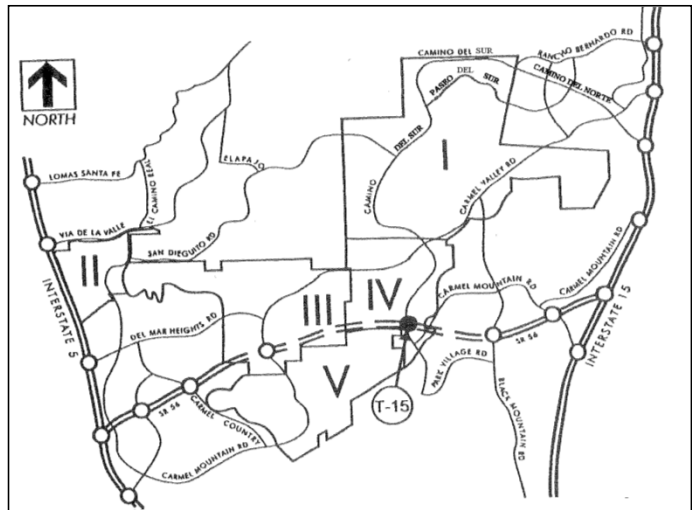 NORTH
CAMINO DEL SUR
RANCHO BERNARDO RD
PASEO DEL SUR
CAMINO DEL NORTE
LOMAS SANTA FE
EL CAMINO REAL
EL APAJO
DEL SUR
CAMINO
I
CARMEL VALLEY RD
VIA DE LA VALLE
SAN DIEGUITO RD
II
INTERSTATE 5
III
IV
CARMEL MOUNTAIN RD
CARMEL MOUNTAIN RD
DEL MAR HEIGHTS RD
SR 56
INTERSTATE 15
V
PARK VILLAGE RD
T-15
BLACK MOUNTAIN RD
SR 56
CARMEL COUNTRY
CARMEL MOUNTAIN RD